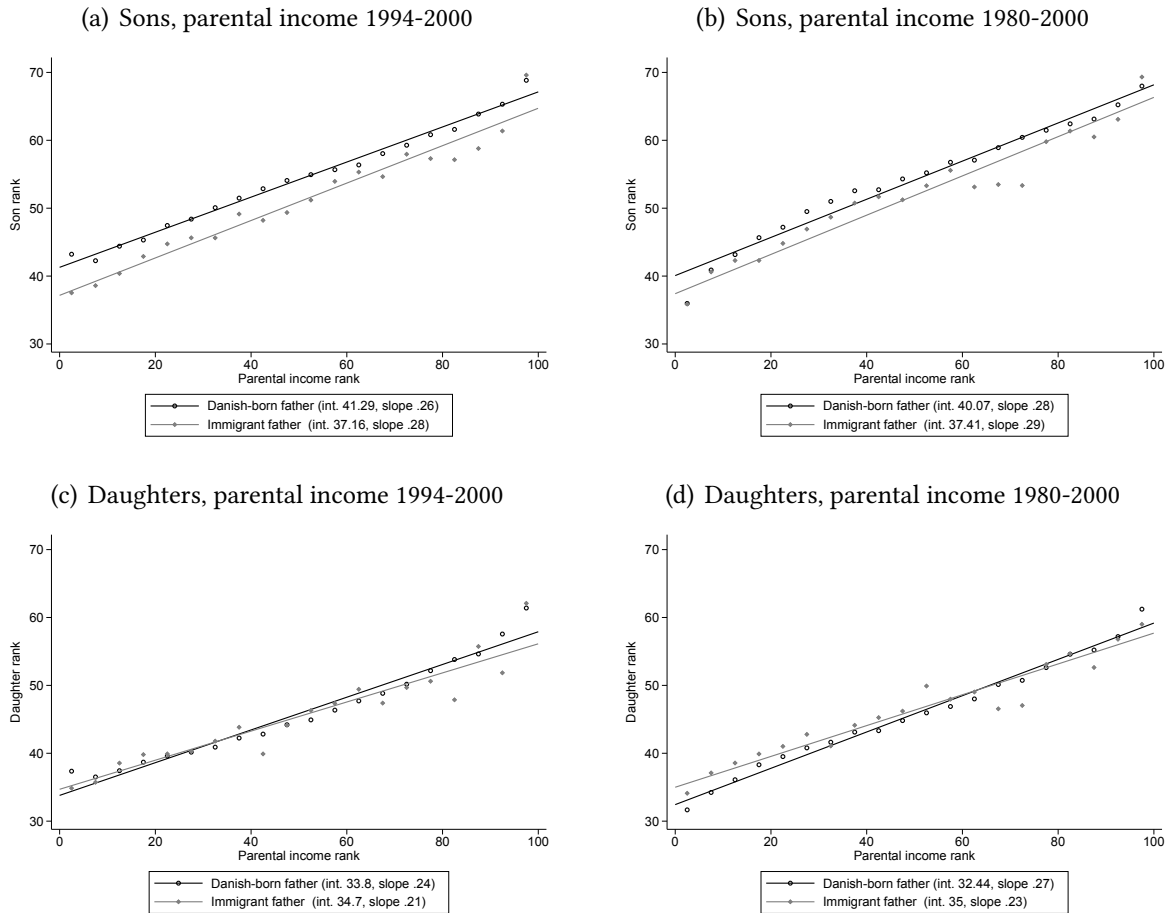 (a) Sons, parental income 1994-2000
70
60
50
40
30
Son rank
0 20 40 60 80 100
Parental income rank
Danish-born father (int. 41.29, slope .26)
Immigrant father (int. 37.16, slope .28)
(b) Sons, parental income 1980-2000
70
60
50
40
30
Son rank
0 20 40 60 80 100
Parental income rank
Danish-born father (int. 40.07, slope .28)
Immigrant father (int. 37.41, slope .29)
(c) Daughters, parental income 1994-2000
70
60
50
40
30
Daughter rank
0 20 40 60 80 100
Parental income rank
Danish-born father (int. 33.8, slope .24)
Immigrant father (int. 34.7, slope .21)
(d) Daughters, parental income 1980-2000
70
60
50
40
30
Daughter rank
0 20 40 60 80 100
Parental income rank
Danish-born father (int. 32.44, slope .27)
Immigrant father (int. 35, slope .23)